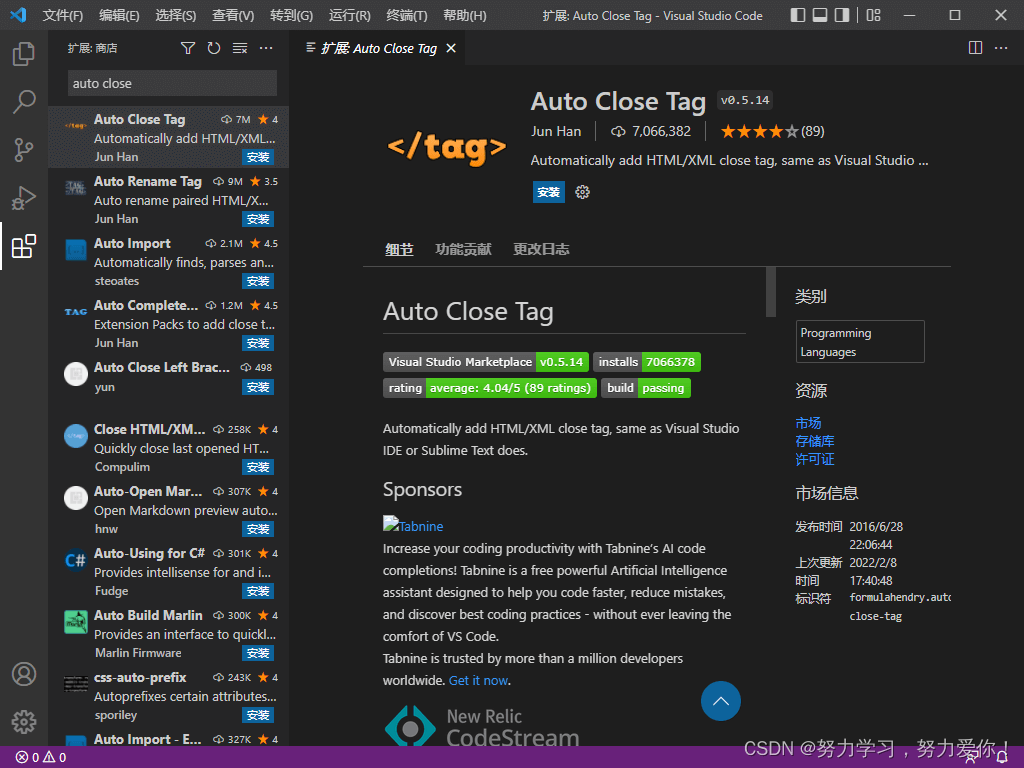 文件(F) 编辑(E) 选择(S) 查看(V) 转到(G) 运行(R) 终端(T) 帮助(H) 扩展: Auto Close Tag - Visual Studio Code
扩展: 商店
auto close
Auto Close Tag 7M ★ 4
Automatically add HTML/XML...
Jun Han 安装
Auto Rename Tag 9M ★ 3.5
Auto rename paired HTML/X...
Jun Han 安装
Auto Import 2.1M ★ 4.5
Automatically finds, parses an...
steoates 安装
TAG
Auto Complete... 1.2M ★ 4.5
Extension Packs to add close t...
Jun Han 安装
Auto Close Left Brac... 498
yun 安装
Close HTML/XM... 258K ★ 4
Quickly close last opened HT...
Compulim 安装
Auto-Open Mar... 307K ★ 4
Open Markdown preview auto...
hnw 安装
C#
Auto-Using for C# 301K ★ 4
Provides intellisense for and i...
Fudge 安装
Auto Build Marlin 300K ★ 4
Provides an interface to quickl...
Marlin Firmware 安装
css-auto-prefix 243K ★ 4
Autoprefixes certain attributes...
sporiley 安装
Auto Import - E... 327K ★ 4
扩展: Auto Close Tag
</tag>
Auto Close Tag v0.5.14
Jun Han 7,066,382 ★★★★☆(89)
Automatically add HTML/XML close tag, same as Visual Studio ...
安装
细节 功能贡献 更改日志
Auto Close Tag
Visual Studio Marketplace v0.5.14 installs 7066378
rating average: 4.04/5 (89 ratings) build passing
Automatically add HTML/XML close tag, same as Visual Studio
IDE or Sublime Text does.
Sponsors
Tabnine
Increase your coding productivity with Tabnine's AI code
completions! Tabnine is a free powerful Artificial Intelligence
assistant designed to help you code faster, reduce mistakes,
and discover best coding practices - without ever leaving the
comfort of VS Code.
Tabnine is trusted by more than a million developers
worldwide. Get it now.
New Relic
CodeStream
类别
Programming
Languages
资源
市场
存储库
许可证
市场信息
发布时间 2016/6/28
22:06:44
上次更新 2022/2/8
时间 17:40:48
标识符 formulahendry.auto
close-tag
0 0
CSDN @努力学习，努力爱你！